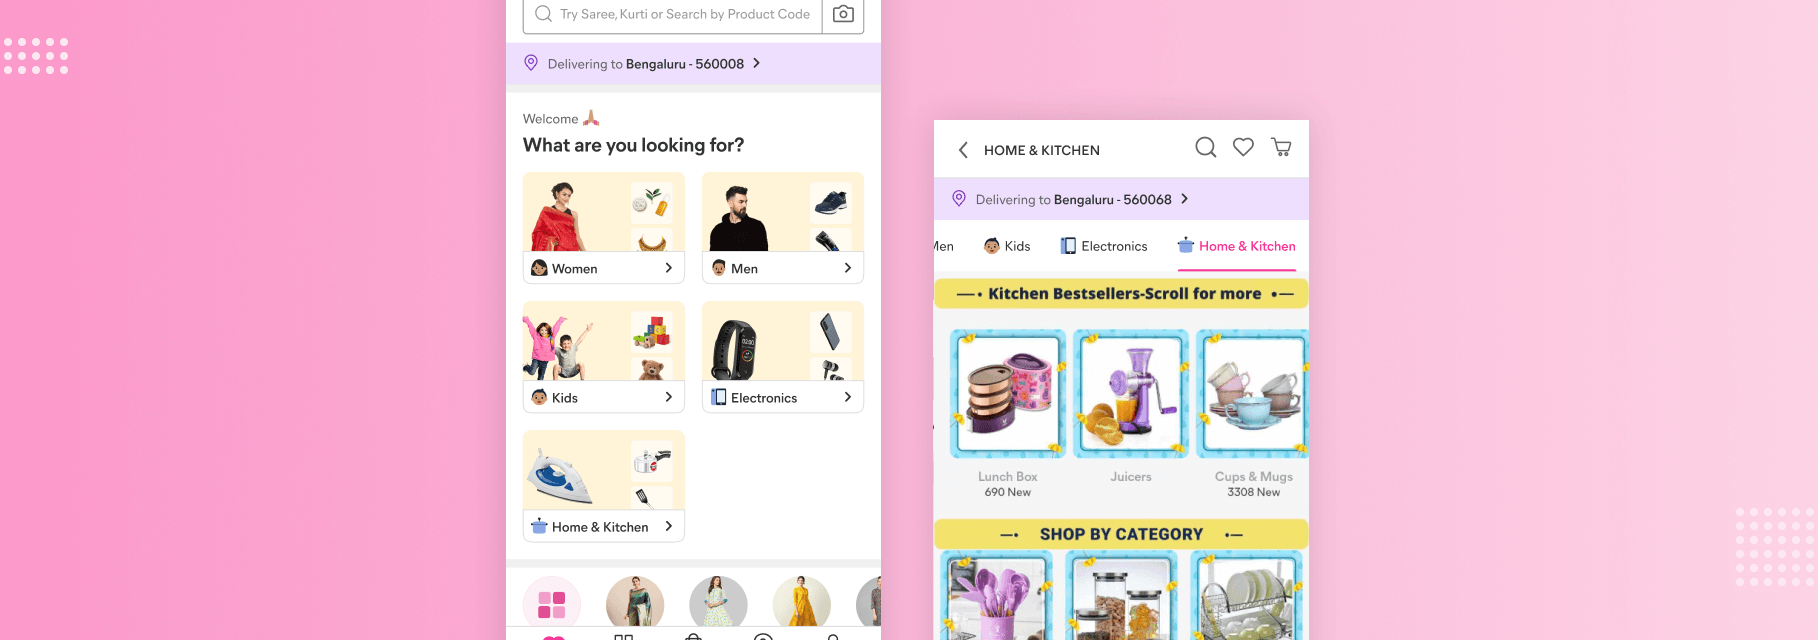 Try Saree, Kurti or Search by Product Code
Delivering to Bengaluru - 560008
Welcome
What are you looking for?
Women
Men
Kids
Electronics
Home & Kitchen
HOME & KITCHEN
Delivering to Bengaluru - 560068
Men
Kids
Electronics
Home & Kitchen
Kitchen Bestsellers-Scroll for more
Lunch Box
690 New
Juicers
Cups & Mugs
3308 New
SHOP BY CATEGORY